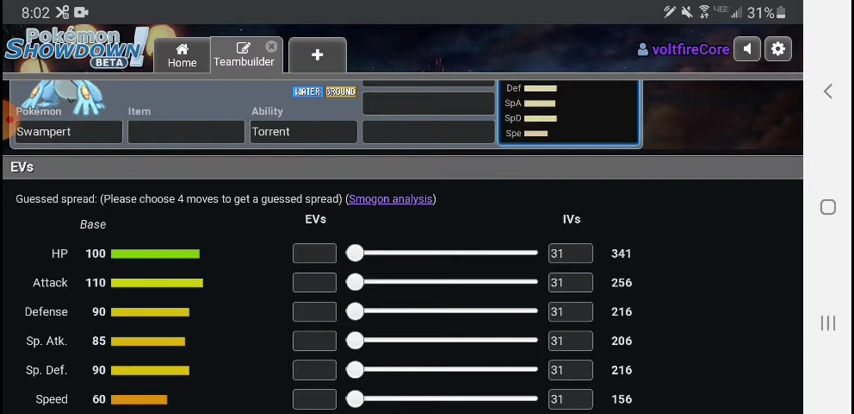 8:02 31%
Pokémon
SHOWDOWN!
BETA
Home
Teambuilder
+
voltfireCore
WATER GROUND
Pokémon Item Ability
Swampert Torrent
Def
SpA
SpD
Spe
EVs
Guessed spread: (Please choose 4 moves to get a guessed spread) (Smogon analysis)
Base EVs IVs
HP 100 31 341
Attack 110 31 256
Defense 90 31 216
Sp. Atk. 85 31 206
Sp. Def. 90 31 216
Speed 60 31 156